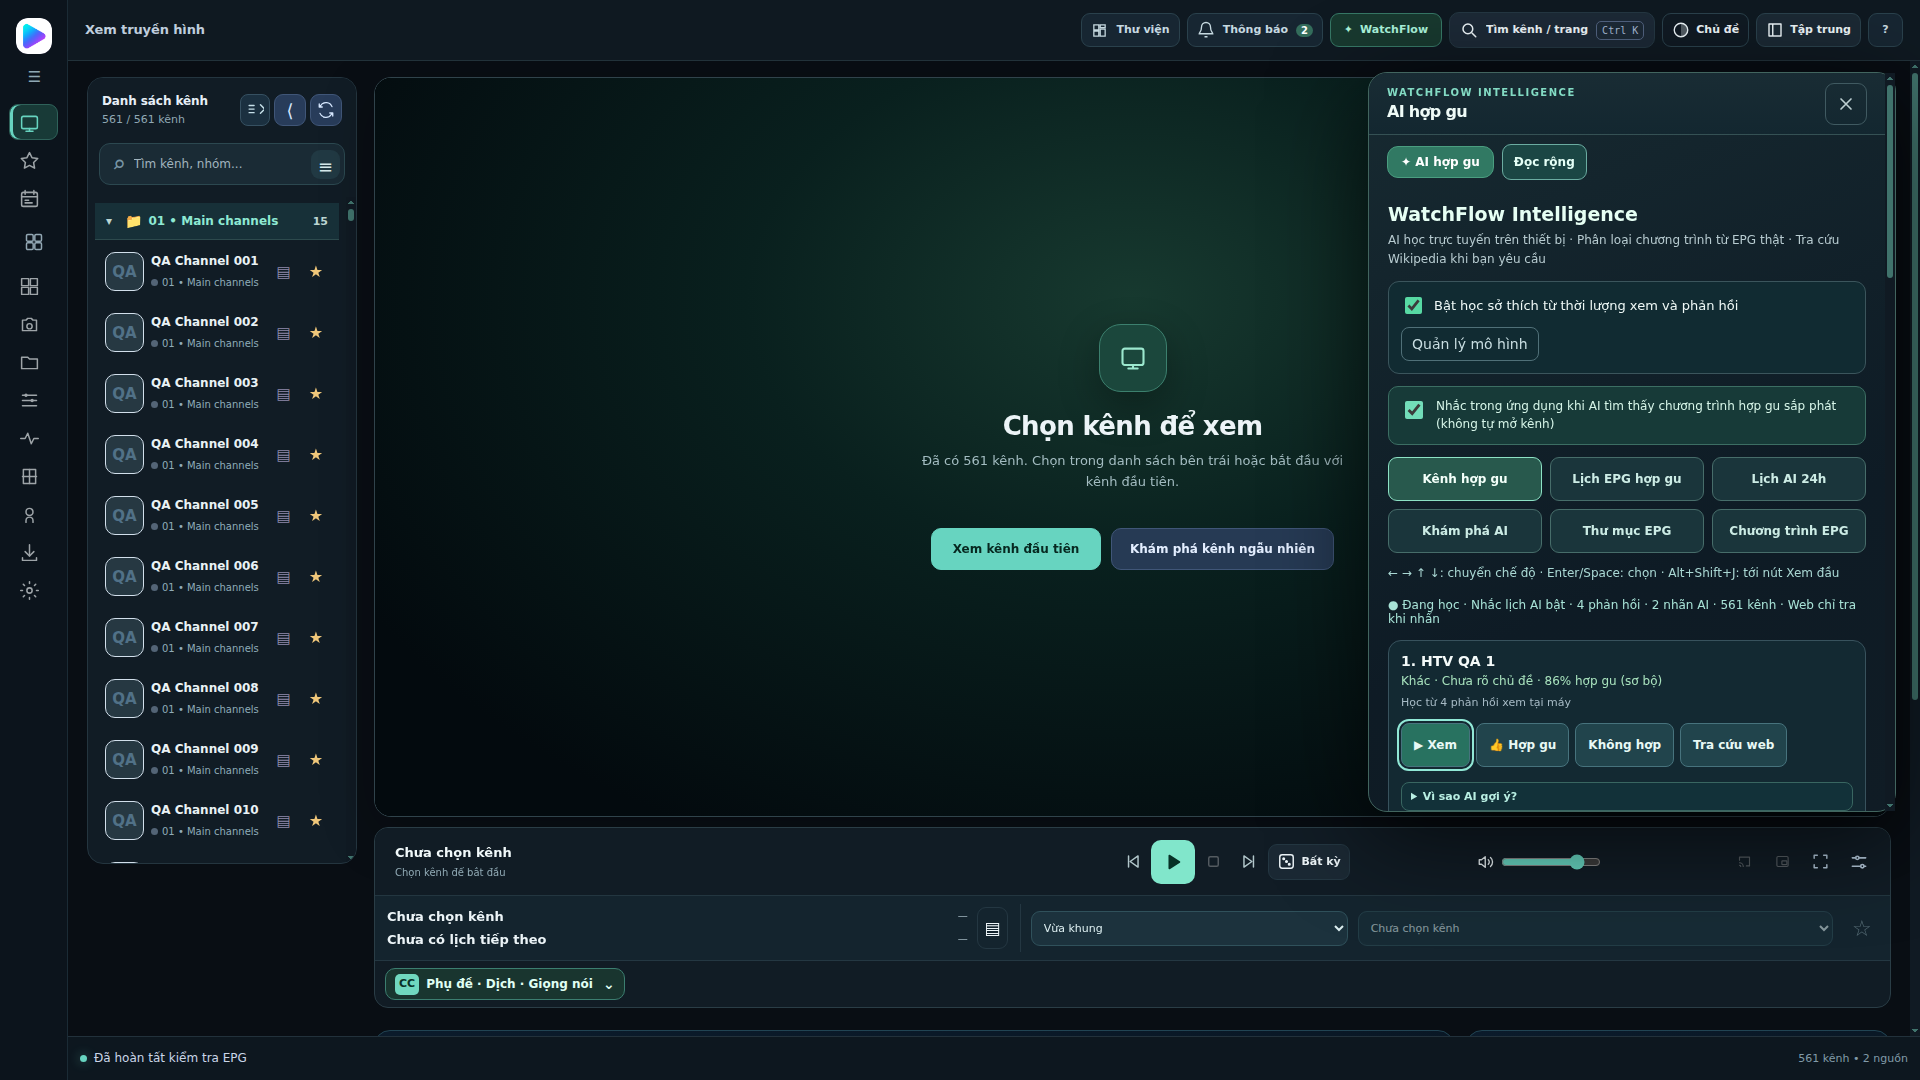 Xem truyền hình
Thư viện
Thông báo 2
✦ WatchFlow
Tìm kênh / trang Ctrl K
Chủ đề
Tập trung
?
Danh sách kênh
561 / 561 kênh
Tìm kênh, nhóm...
▾ 📁 01 • Main channels 15
QA QA Channel 001
01 • Main channels
QA QA Channel 002
01 • Main channels
QA QA Channel 003
01 • Main channels
QA QA Channel 004
01 • Main channels
QA QA Channel 005
01 • Main channels
QA QA Channel 006
01 • Main channels
QA QA Channel 007
01 • Main channels
QA QA Channel 008
01 • Main channels
QA QA Channel 009
01 • Main channels
QA QA Channel 010
01 • Main channels
Chọn kênh để xem
Đã có 561 kênh. Chọn trong danh sách bên trái hoặc bắt đầu với
kênh đầu tiên.
Xem kênh đầu tiên
Khám phá kênh ngẫu nhiên
WATCHFLOW INTELLIGENCE
AI hợp gu
✦ AI hợp gu
Đọc rộng
WatchFlow Intelligence
AI học trực tuyến trên thiết bị · Phân loại chương trình từ EPG thật · Tra cứu
Wikipedia khi bạn yêu cầu
Bật học sở thích từ thời lượng xem và phản hồi
Quản lý mô hình
Nhắc trong ứng dụng khi AI tìm thấy chương trình hợp gu sắp phát
(không tự mở kênh)
Kênh hợp gu
Lịch EPG hợp gu
Lịch AI 24h
Khám phá AI
Thư mục EPG
Chương trình EPG
← → ↑ ↓: chuyển chế độ · Enter/Space: chọn · Alt+Shift+J: tới nút Xem đầu
● Đang học · Nhắc lịch AI bật · 4 phản hồi · 2 nhãn AI · 561 kênh · Web chỉ tra
khi nhấn
1. HTV QA 1
Khác · Chưa rõ chủ đề · 86% hợp gu (sơ bộ)
Học từ 4 phản hồi xem tại máy
▶ Xem
👍 Hợp gu
Không hợp
Tra cứu web
▶ Vì sao AI gợi ý?
Chưa chọn kênh
Chọn kênh để bắt đầu
Bất kỳ
Chưa chọn kênh —
Chưa có lịch tiếp theo —
Vừa khung
Chưa chọn kênh
CC Phụ đề · Dịch · Giọng nói
Đã hoàn tất kiểm tra EPG
561 kênh • 2 nguồn